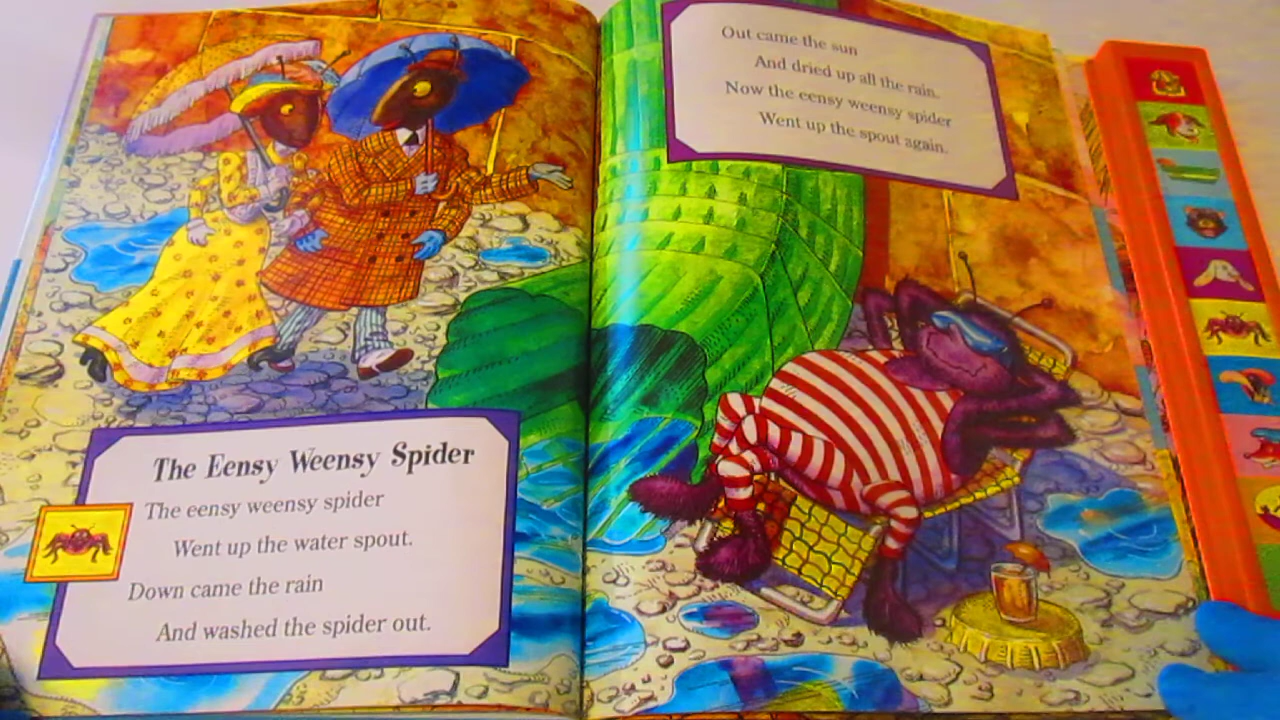 The Eensy Weensy Spider
The eensy weensy spider
Went up the water spout.
Down came the rain
And washed the spider out.
Out came the sun
And dried up all the rain.
Now the eensy weensy spider
Went up the spout again.